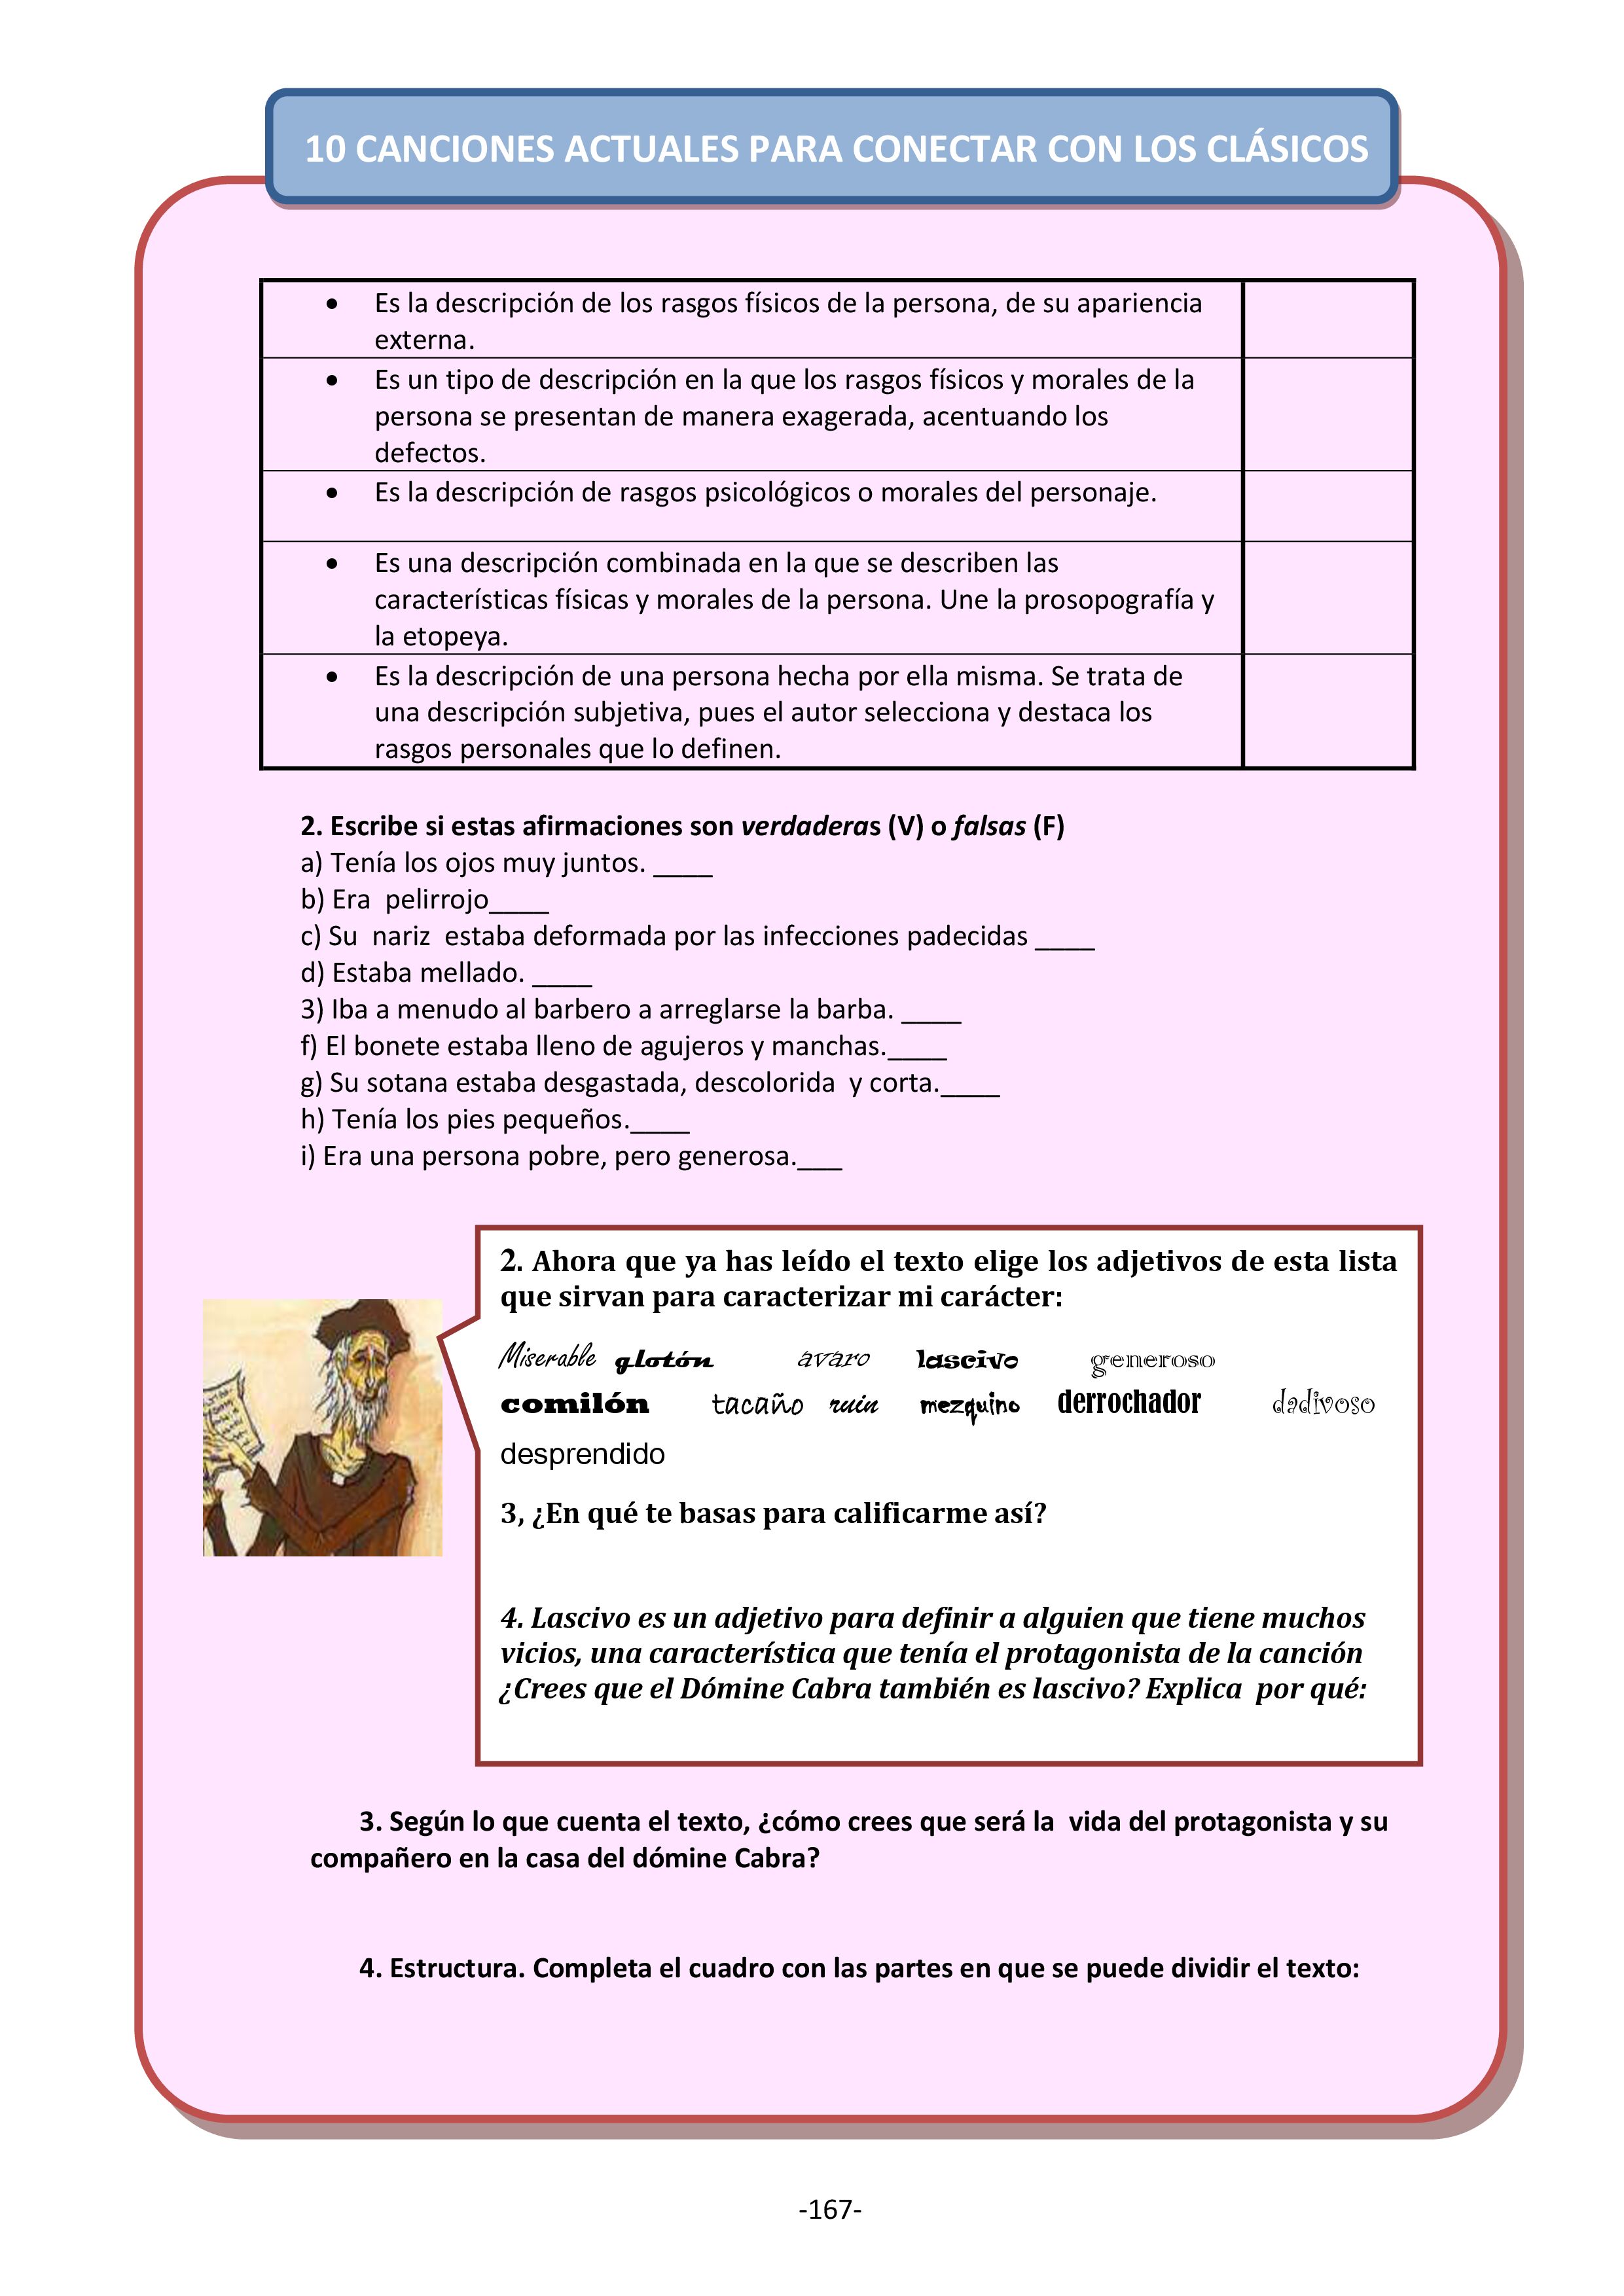 10 CANCIONES ACTUALES PARA CONECTAR CON LOS CLÁSICOS
• Es la descripción de los rasgos físicos de la persona, de su apariencia
externa.
• Es un tipo de descripción en la que los rasgos físicos y morales de la
persona se presentan de manera exagerada, acentuando los
defectos.
• Es la descripción de rasgos psicológicos o morales del personaje.
• Es una descripción combinada en la que se describen las
características físicas y morales de la persona. Une la prosopografía y
la etopeya.
• Es la descripción de una persona hecha por ella misma. Se trata de
una descripción subjetiva, pues el autor selecciona y destaca los
rasgos personales que lo definen.
2. Escribe si estas afirmaciones son verdaderas (V) o falsas (F)
a) Tenía los ojos muy juntos. ____
b) Era  pelirrojo____
c) Su  nariz  estaba deformada por las infecciones padecidas ____
d) Estaba mellado. ____
3) Iba a menudo al barbero a arreglarse la barba. ____
f) El bonete estaba lleno de agujeros y manchas.____
g) Su sotana estaba desgastada, descolorida  y corta.____
h) Tenía los pies pequeños.____
i) Era una persona pobre, pero generosa.___
2. Ahora que ya has leído el texto elige los adjetivos de esta lista
que sirvan para caracterizar mi carácter:
Miserable glotón avaro lascivo generoso
comilón tacaño ruin mezquino derrochador dadivoso
desprendido
3, ¿En qué te basas para calificarme así?
4. Lascivo es un adjetivo para definir a alguien que tiene muchos
vicios, una característica que tenía el protagonista de la canción
¿Crees que el Dómine Cabra también es lascivo? Explica  por qué:
3. Según lo que cuenta el texto, ¿cómo crees que será la  vida del protagonista y su
compañero en la casa del dómine Cabra?
4. Estructura. Completa el cuadro con las partes en que se puede dividir el texto:
-167-